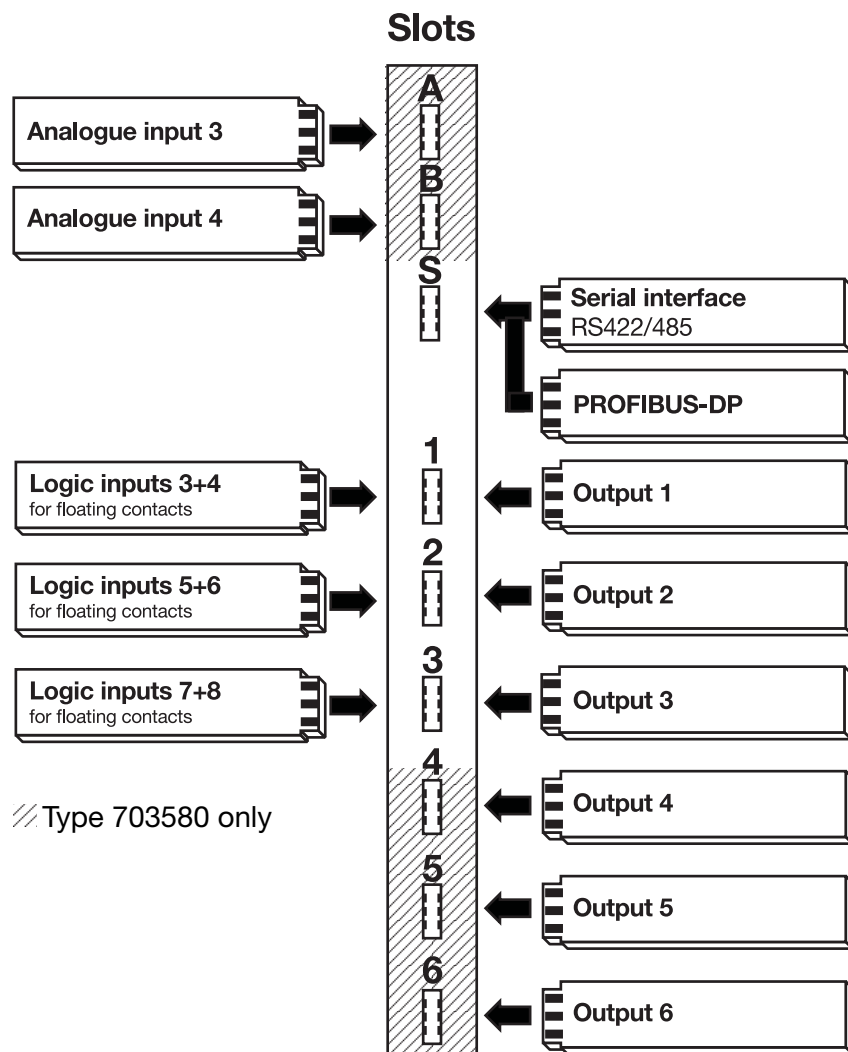 Slots
A
Analogue input 3
B
Analogue input 4
S
Serial interface
RS422/485
PROFIBUS-DP
1
Logic inputs 3+4
for floating contacts
Output 1
2
Logic inputs 5+6
for floating contacts
Output 2
3
Logic inputs 7+8
for floating contacts
Output 3
4
Output 4
Type 703580 only
5
Output 5
6
Output 6